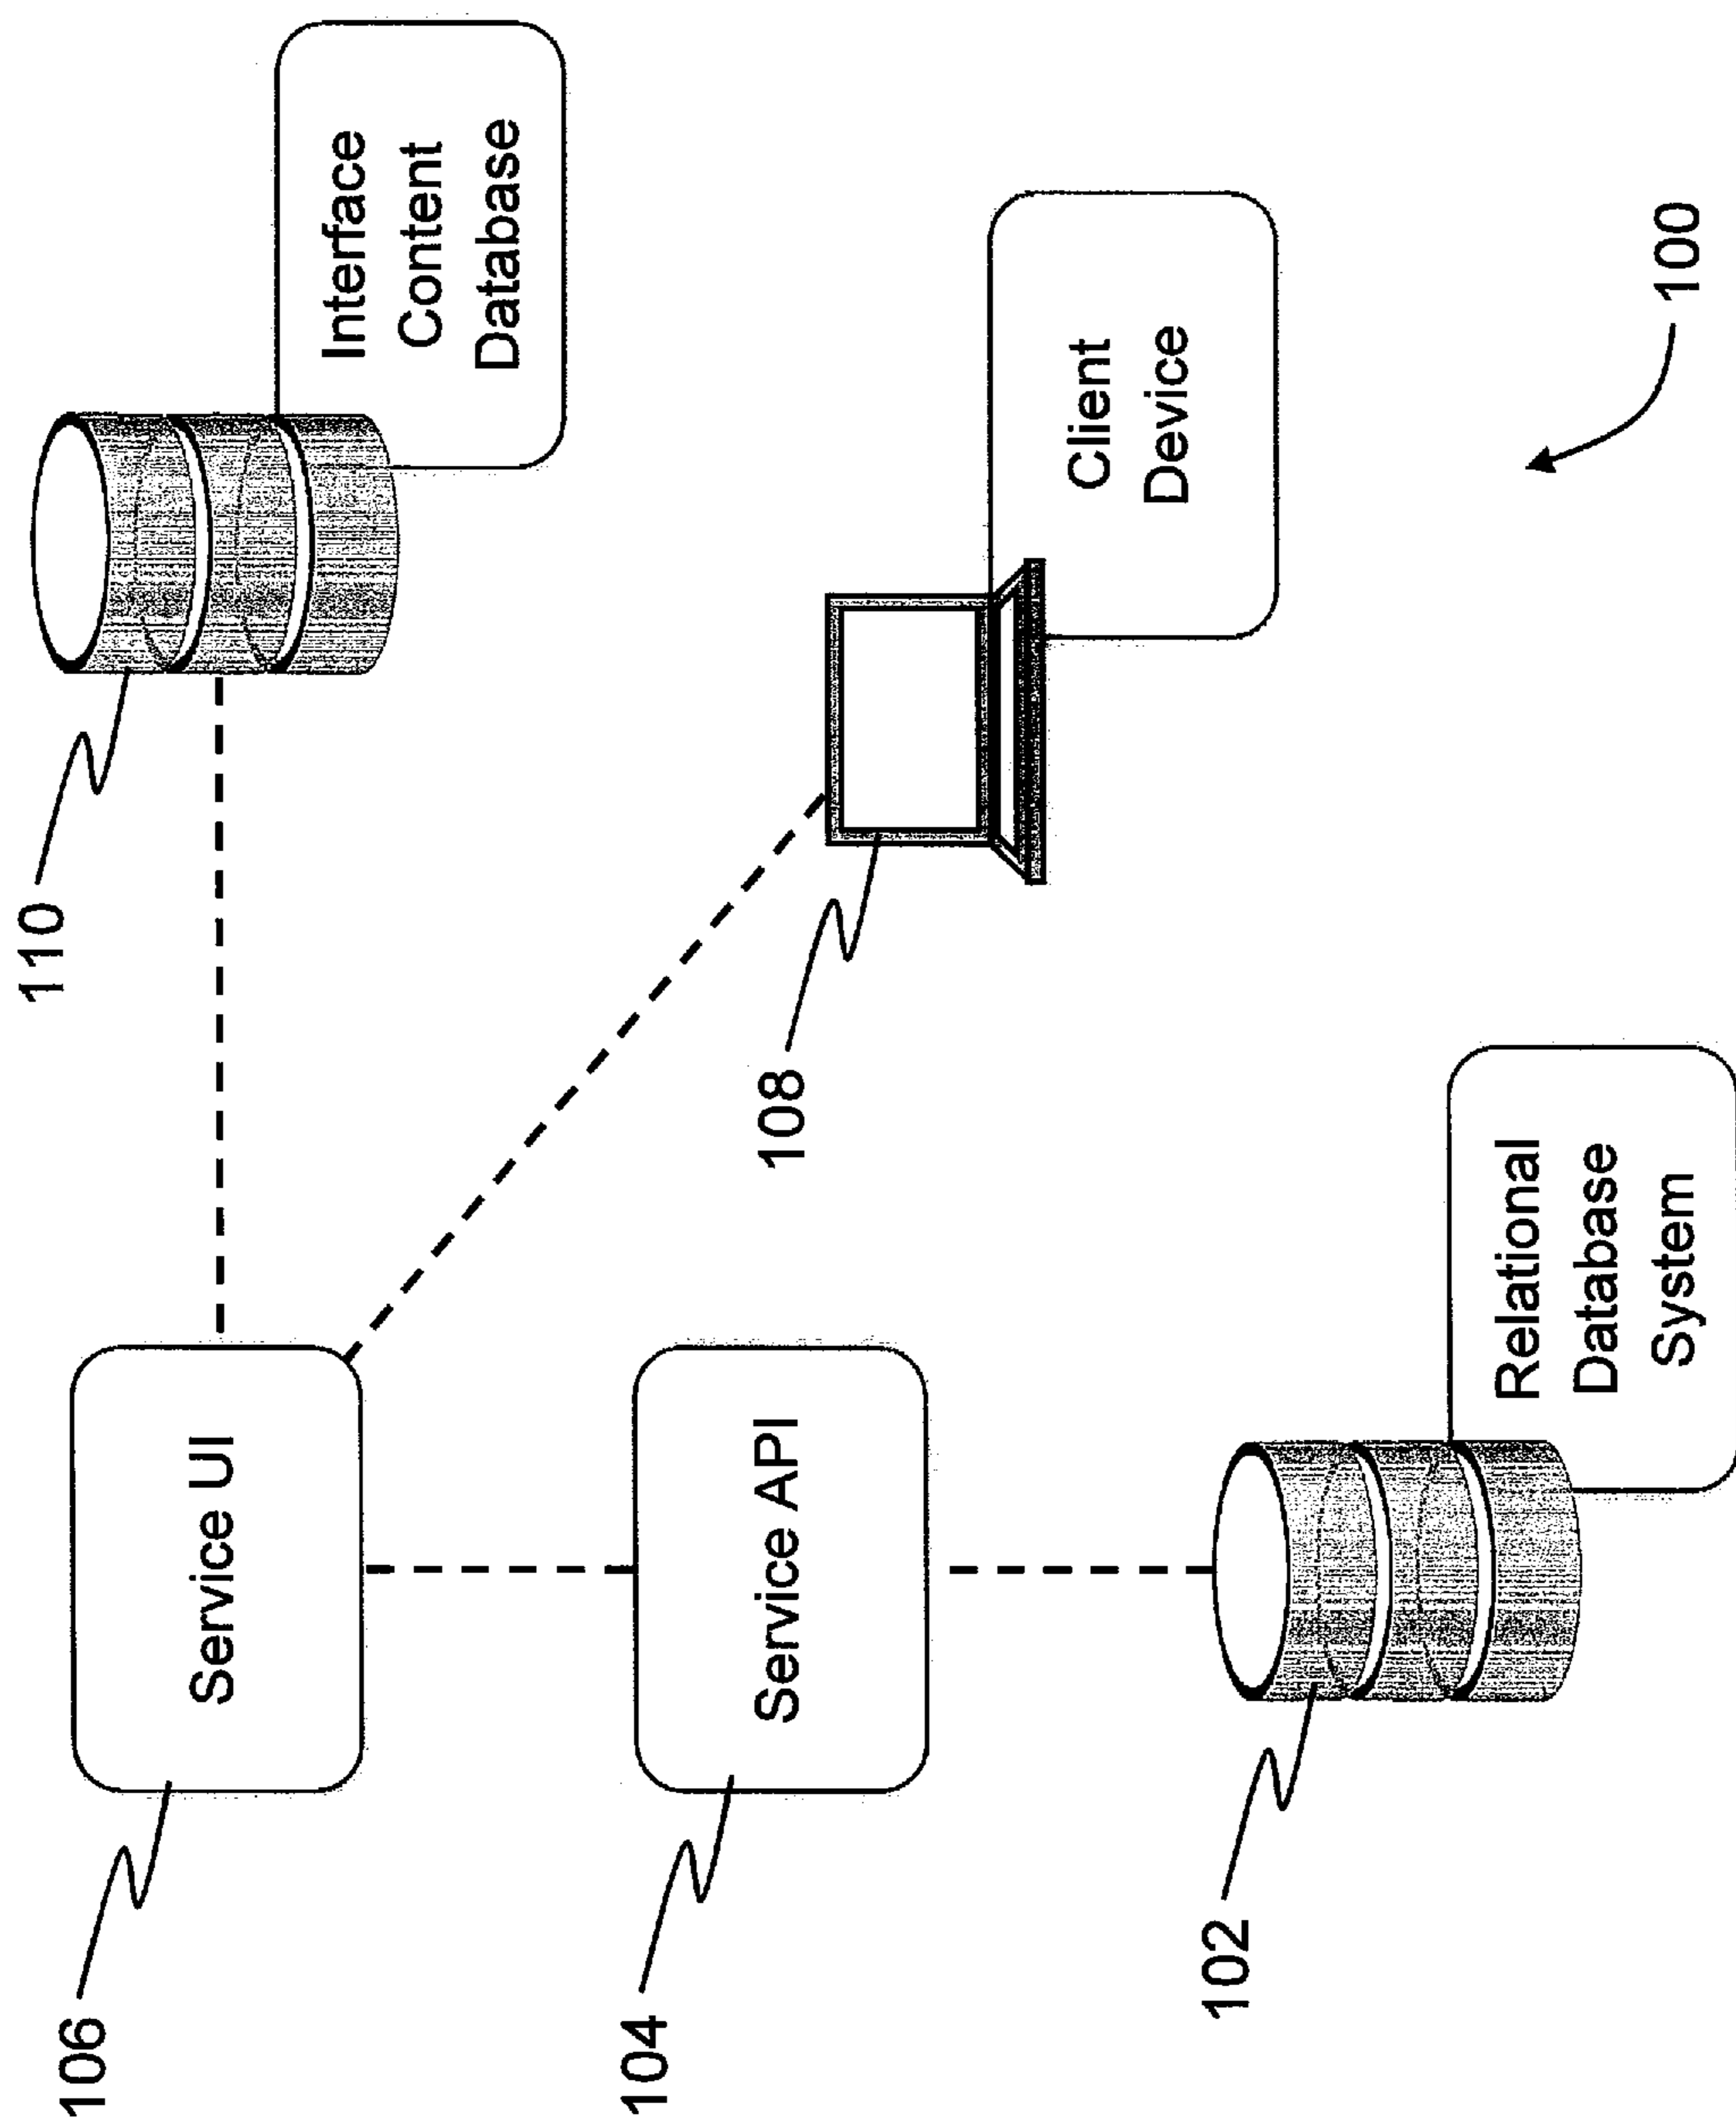 106
110
Service UI
Interface
Content
Database
104
Service API
108
Client
Device
102
Relational
Database
System
100